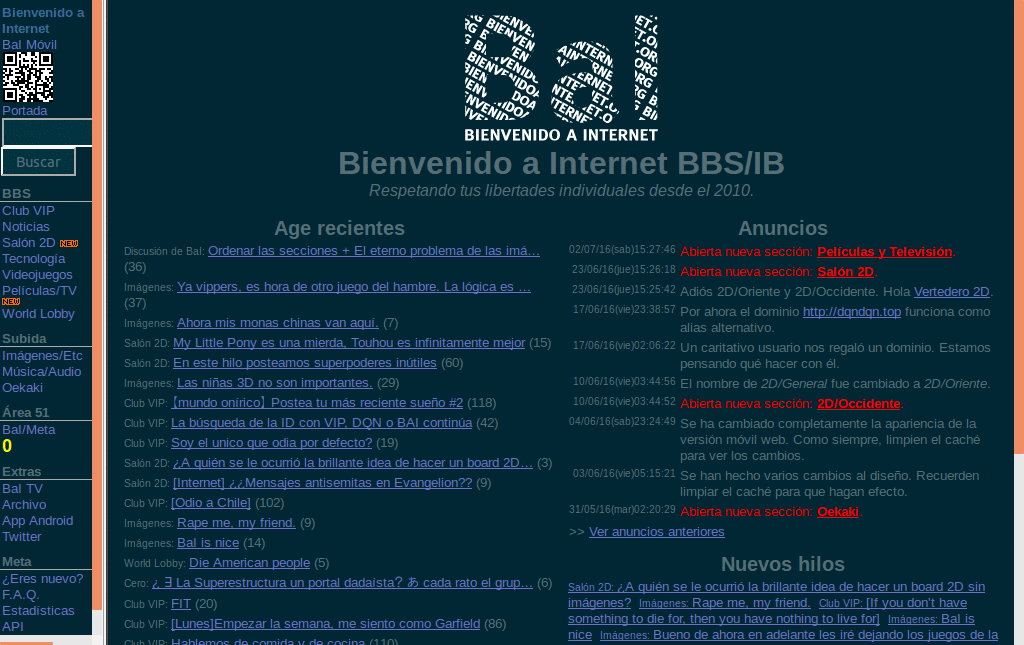 Bienvenido a
Internet
Bal Móvil
Portada
Buscar
BBS
Club VIP
Noticias
Salón 2D NEW
Tecnología
Videojuegos
Películas/TV
NEW
World Lobby
Subida
Imágenes/Etc
Música/Audio
Oekaki
Área 51
BaI/Meta
0
Extras
BaI TV
Archivo
App Android
Twitter
Meta
¿Eres nuevo?
F.A.Q.
Estadísticas
API
BaI
BIENVENIDO A INTERNET
Bienvenido a Internet BBS/IB
Respetando tus libertades individuales desde el 2010.
Age recientes
Discusión de BaI: Ordenar las secciones + El eterno problema de las imá…
(36)
Imágenes: Ya vippers, es hora de otro juego del hambre. La lógica es …
(37)
Imágenes: Ahora mis monas chinas van aquí. (7)
Salón 2D: My Little Pony es una mierda, Touhou es infinitamente mejor (15)
Salón 2D: En este hilo posteamos superpoderes inútiles (60)
Imágenes: Las niñas 3D no son importantes. (29)
Club VIP: 【mundo onírico】 Postea tu más reciente sueño #2 (118)
Club VIP: La búsqueda de la ID con VIP, DQN o BAI continúa (42)
Club VIP: Soy el unico que odia por defecto? (19)
Salón 2D: ¿A quién se le ocurrió la brillante idea de hacer un board 2D… (3)
Salón 2D: [Internet] ¿¿Mensajes antisemitas en Evangelion?? (9)
Club VIP: [Odio a Chile] (102)
Imágenes: Rape me, my friend. (9)
Imágenes: BaI is nice (14)
World Lobby: Die American people (5)
Cero: ¿ ヨ La Superestructura un portal dadaísta? あ cada rato el grup… (6)
Club VIP: FIT (20)
Club VIP: [Lunes]Empezar la semana, me siento como Garfield (86)
Club VIP: Hablemos de comida y de cocina (110)
Anuncios
02/07/16(sab)15:27:46 Abierta nueva sección: Películas y Televisión.
23/06/16(jue)15:26:18 Abierta nueva sección: Salón 2D.
23/06/16(jue)15:25:42 Adiós 2D/Oriente y 2D/Occidente. Hola Vertedero 2D.
17/06/16(vie)23:38:57 Por ahora el dominio http://dqndqn.top funciona como
alias alternativo.
17/06/16(vie)02:06:22 Un caritativo usuario nos regaló un dominio. Estamos
pensando qué hacer con él.
10/06/16(vie)03:44:56 El nombre de 2D/General fue cambiado a 2D/Oriente.
10/06/16(vie)03:44:52 Abierta nueva sección: 2D/Occidente.
04/06/16(sab)23:24:49 Se ha cambiado completamente la apariencia de la
versión móvil web. Como siempre, limpien el caché
para ver los cambios.
03/06/16(vie)05:15:21 Se han hecho varios cambios al diseño. Recuerden
limpiar el caché para que hagan efecto.
31/05/16(mar)02:20:29 Abierta nueva sección: Oekaki.
>> Ver anuncios anteriores
Nuevos hilos
Salón 2D: ¿A quién se le ocurrió la brillante idea de hacer un board 2D sin
imágenes? Imágenes: Rape me, my friend. Club VIP: [If you don't have
something to die for, then you have nothing to live for] Imágenes: BaI is
nice Imágenes: Bueno de ahora en adelante les iré dejando los juegos de la